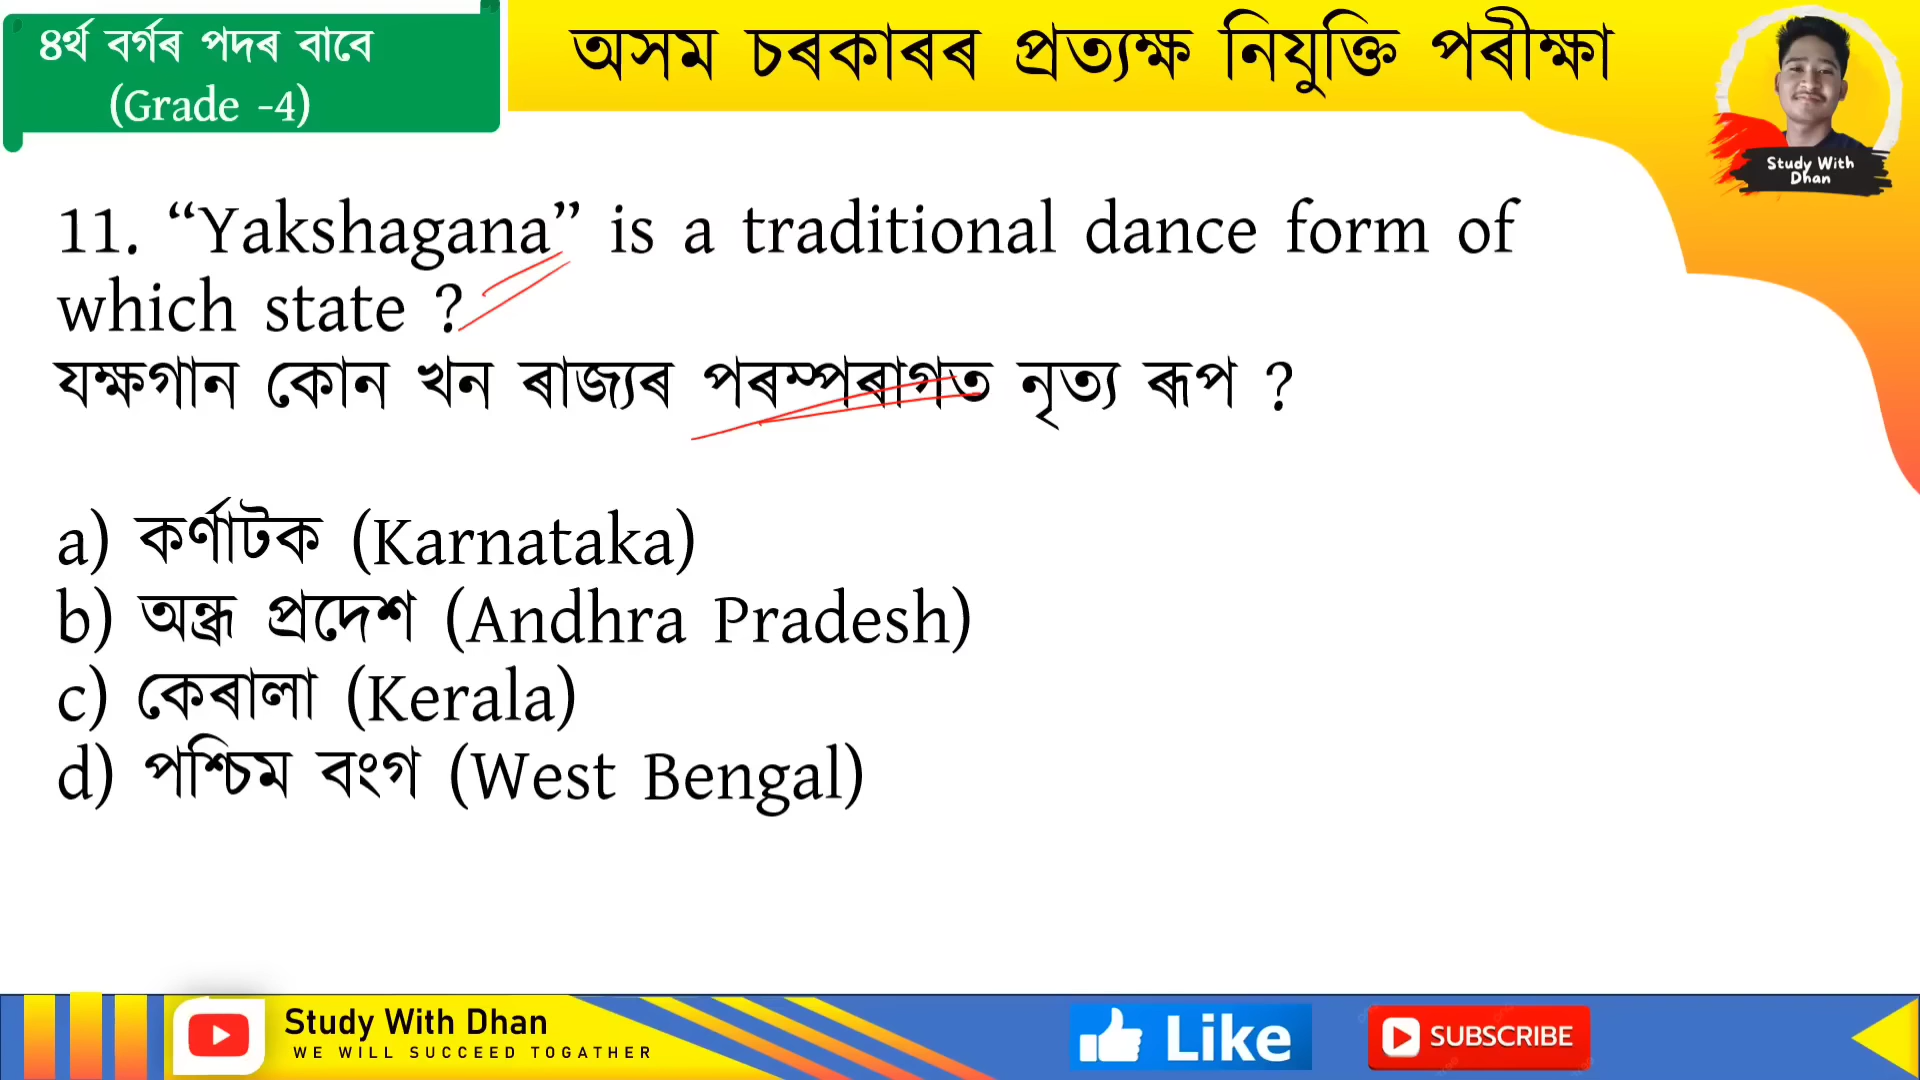 ৪ৰ্থ বৰ্গৰ পদৰ বাবে
(Grade -4)
অসম চৰকাৰৰ প্ৰত্যক্ষ নিযুক্তি পৰীক্ষা
Study With
Dhan
11. “Yakshagana” is a traditional dance form of
which state ?
যক্ষগান কোন খন ৰাজ্যৰ পৰম্পৰাগত নৃত্য ৰূপ ?
a) কৰ্ণাটক (Karnataka)
b) অন্ধ্ৰ প্ৰদেশ (Andhra Pradesh)
c) কেৰালা (Kerala)
d) পশ্চিম বংগ (West Bengal)
Study With Dhan
WE WILL SUCCEED TOGATHER
Like
SUBSCRIBE